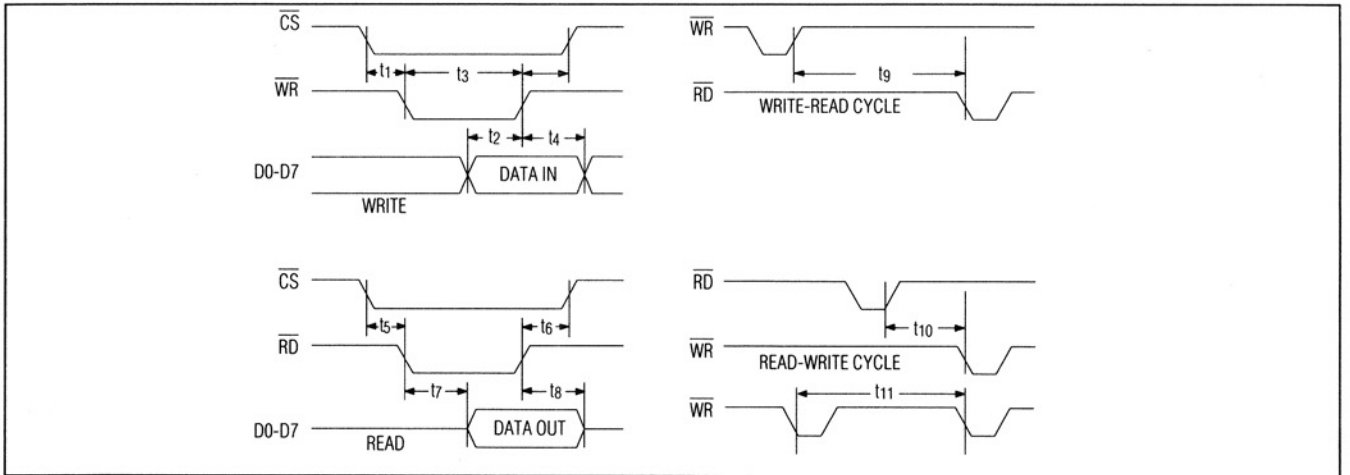 CS
t1
t3
WR
t2
t4
D0-D7
DATA IN
WRITE
WR
t9
RD
WRITE-READ CYCLE
CS
t5
t6
RD
t7
t8
D0-D7
READ
DATA OUT
RD
t10
WR
READ-WRITE CYCLE
t11
WR